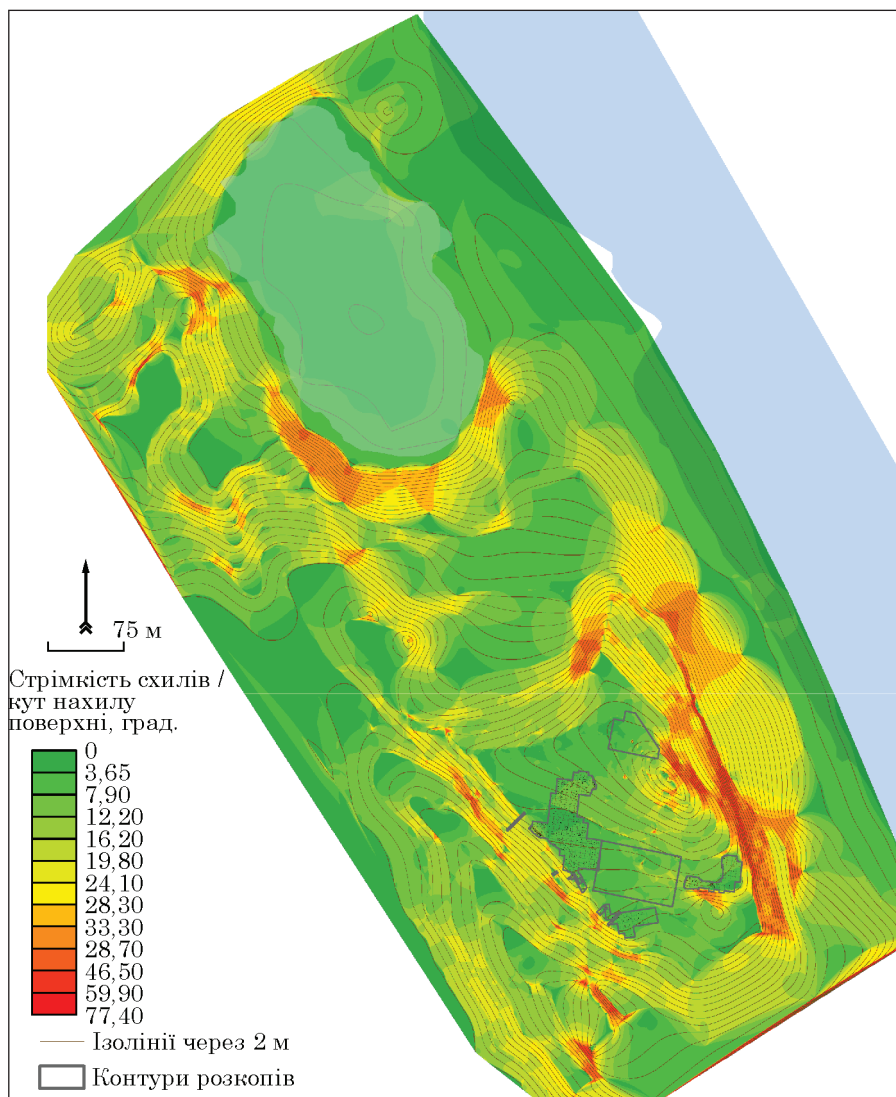 75 м
Стрімкість схилів /
кут нахилу
поверхні, град.
0
3,65
7,90
12,20
16,20
19,80
24,10
28,30
33,30
28,70
46,50
59,90
77,40
Ізолінії через 2 м
Контури розкопів